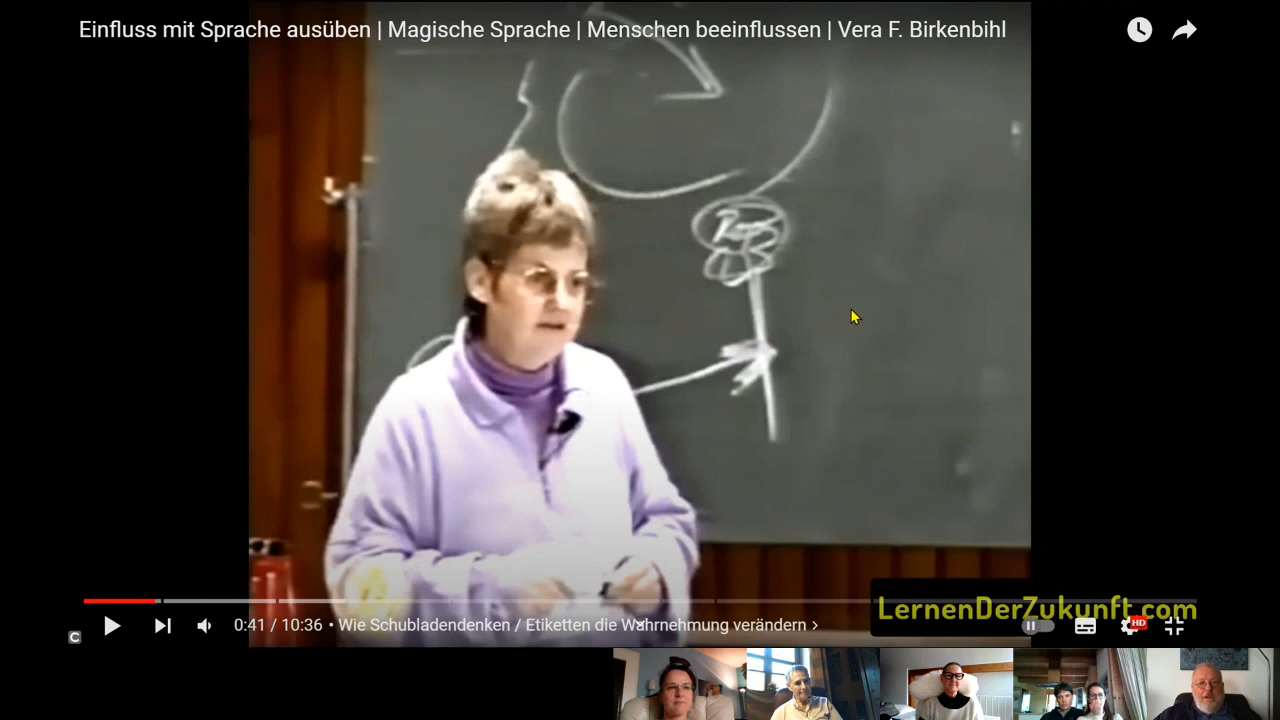 Einfluss mit Sprache ausüben | Magische Sprache | Menschen beeinflussen | Vera F. Birkenbihl
LernenDerZukunft.com
0:41 / 10:36 • Wie Schubladendenken / Etiketten die Wahrnehmung verändern
HD